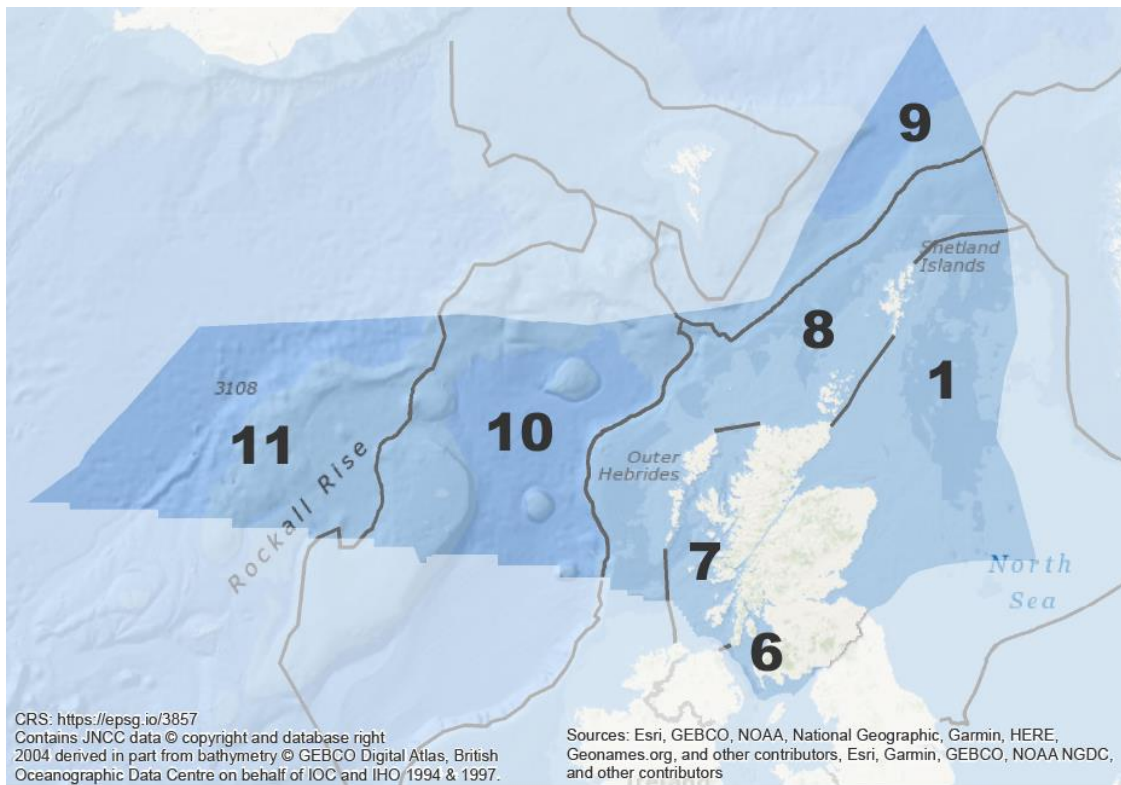 9
Shetland
Islands
8
3108
1
11
10
Outer
Hebrides
Rockall Rise
7
North
Sea
6
CRS: https://epsg.io/3857
Contains JNCC data © copyright and database right
2004 derived in part from bathymetry © GEBCO Digital Atlas, British
Oceanographic Data Centre on behalf of IOC and IHO 1994 & 1997.
Sources: Esri, GEBCO, NOAA, National Geographic, Garmin, HERE,
Geonames.org, and other contributors, Esri, Garmin, GEBCO, NOAA NGDC,
and other contributors
Ireland